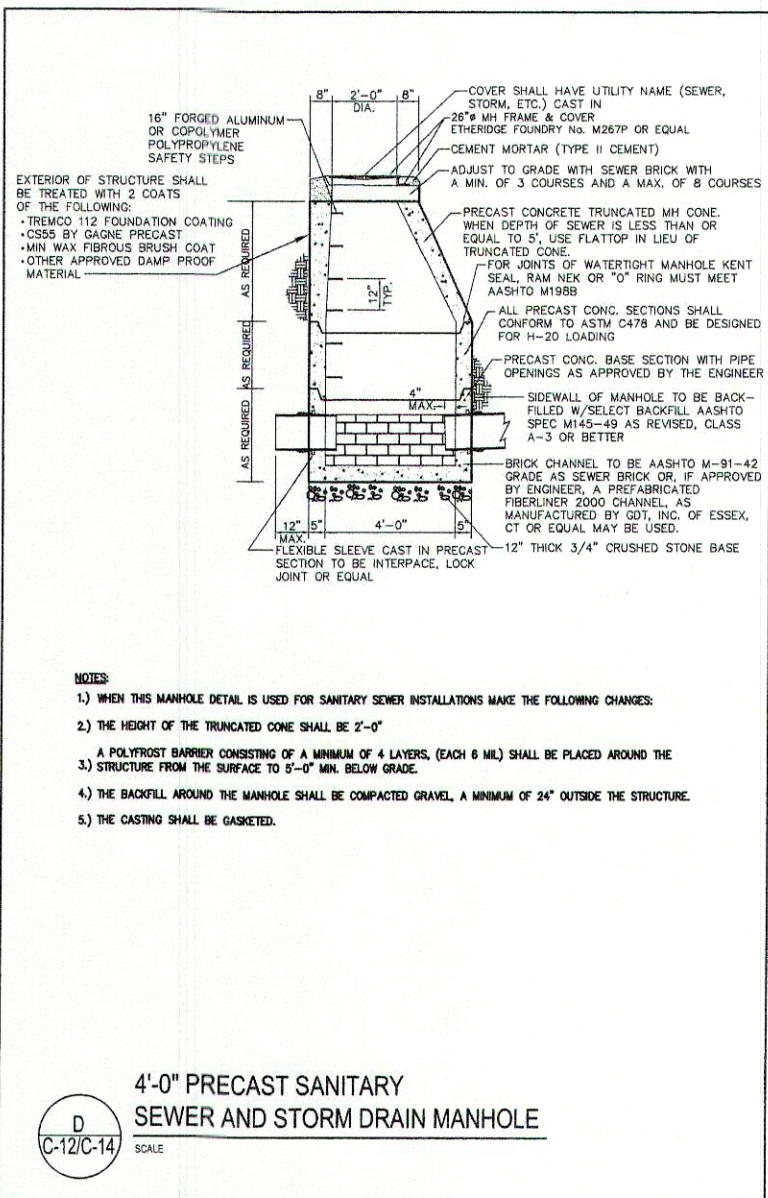 8" 2'-0" 8"
DIA.
16" FORGED ALUMINUM
OR COPOLYMER
POLYPROPYLENE
SAFETY STEPS
EXTERIOR OF STRUCTURE SHALL
BE TREATED WITH 2 COATS
OF THE FOLLOWING:
•TREMCO 112 FOUNDATION COATING
•CS55 BY GAGNE PRECAST
•MIN WAX FIBROUS BRUSH COAT
•OTHER APPROVED DAMP PROOF
MATERIAL
COVER SHALL HAVE UTILITY NAME (SEWER,
STORM, ETC.) CAST IN
26"ø MH FRAME & COVER
ETHERIDGE FOUNDRY No. M267P OR EQUAL
CEMENT MORTAR (TYPE II CEMENT)
ADJUST TO GRADE WITH SEWER BRICK WITH
A MIN. OF 3 COURSES AND A MAX. OF 8 COURSES
PRECAST CONCRETE TRUNCATED MH CONE.
WHEN DEPTH OF SEWER IS LESS THAN OR
EQUAL TO 5', USE FLATTOP IN LIEU OF
TRUNCATED CONE.
FOR JOINTS OF WATERTIGHT MANHOLE KENT
SEAL, RAM NEK OR "O" RING MUST MEET
AASHTO M198B
ALL PRECAST CONC. SECTIONS SHALL
CONFORM TO ASTM C478 AND BE DESIGNED
FOR H-20 LOADING
PRECAST CONC. BASE SECTION WITH PIPE
OPENINGS AS APPROVED BY THE ENGINEER
SIDEWALL OF MANHOLE TO BE BACK-
FILLED W/SELECT BACKFILL AASHTO
SPEC M145-49 AS REVISED, CLASS
A-3 OR BETTER
BRICK CHANNEL TO BE AASHTO M-91-42
GRADE AS SEWER BRICK OR, IF APPROVED
BY ENGINEER, A PREFABRICATED
FIBERLINER 2000 CHANNEL, AS
MANUFACTURED BY GDT, INC. OF ESSEX,
CT OR EQUAL MAY BE USED.
12" THICK 3/4" CRUSHED STONE BASE
AS REQUIRED
AS REQUIRED
AS REQUIRED
12"
TYP.
4"
MAX.
12" 5" 4'-0" 5"
MAX.
FLEXIBLE SLEEVE CAST IN PRECAST
SECTION TO BE INTERPACE, LOCK
JOINT OR EQUAL
NOTES:
1.) WHEN THIS MANHOLE DETAIL IS USED FOR SANITARY SEWER INSTALLATIONS MAKE THE FOLLOWING CHANGES:
2.) THE HEIGHT OF THE TRUNCATED CONE SHALL BE 2'-0"
A POLYFROST BARRIER CONSISTING OF A MINIMUM OF 4 LAYERS, (EACH 6 MIL) SHALL BE PLACED AROUND THE
3.) STRUCTURE FROM THE SURFACE TO 5'-0" MIN. BELOW GRADE.
4.) THE BACKFILL AROUND THE MANHOLE SHALL BE COMPACTED GRAVEL, A MINIMUM OF 24" OUTSIDE THE STRUCTURE.
5.) THE CASTING SHALL BE GASKETED.
4'-0" PRECAST SANITARY
SEWER AND STORM DRAIN MANHOLE
SCALE
D
C-12/C-14